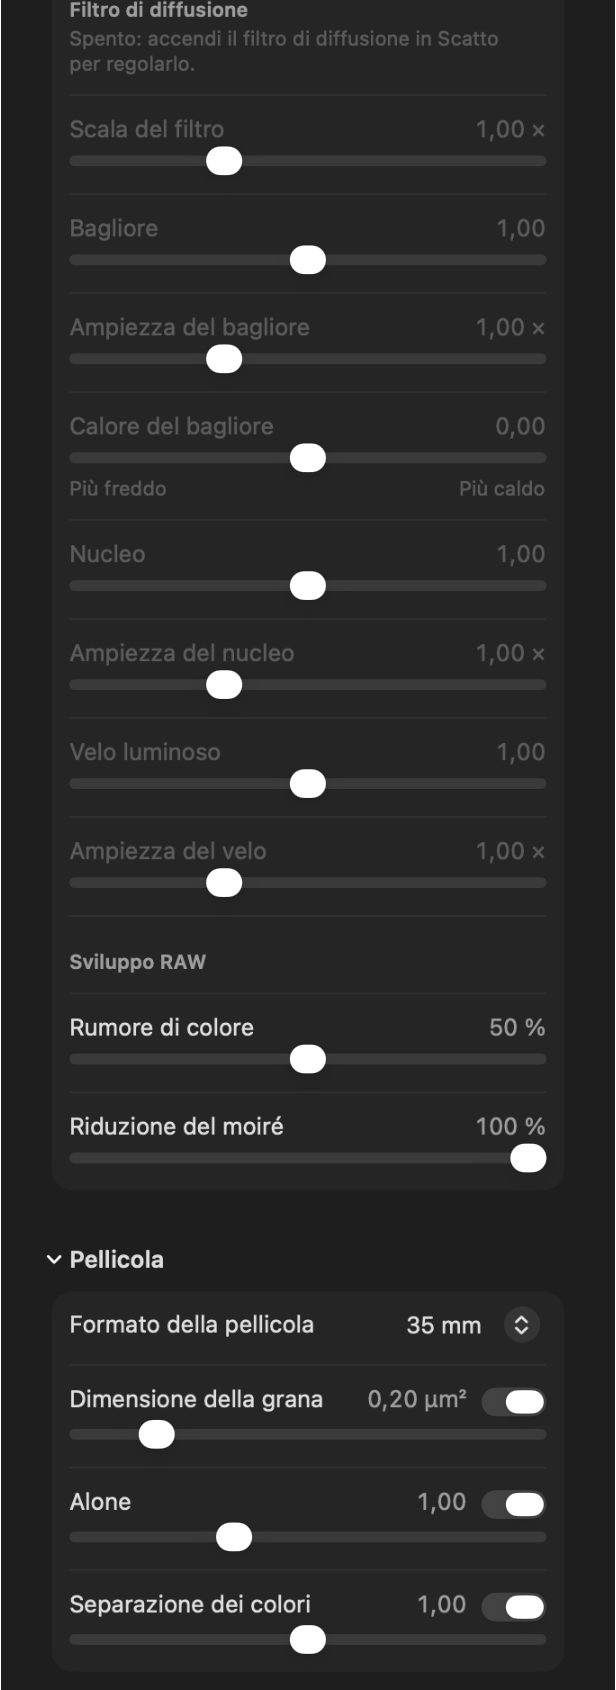 Filtro di diffusione
Spento: accendi il filtro di diffusione in Scatto
per regolarlo.
Scala del filtro 1,00 ×
Bagliore 1,00
Ampiezza del bagliore 1,00 ×
Calore del bagliore 0,00
Più freddo Più caldo
Nucleo 1,00
Ampiezza del nucleo 1,00 ×
Velo luminoso 1,00
Ampiezza del velo 1,00 ×
Sviluppo RAW
Rumore di colore 50 %
Riduzione del moiré 100 %
Pellicola
Formato della pellicola 35 mm
Dimensione della grana 0,20 µm²
Alone 1,00
Separazione dei colori 1,00